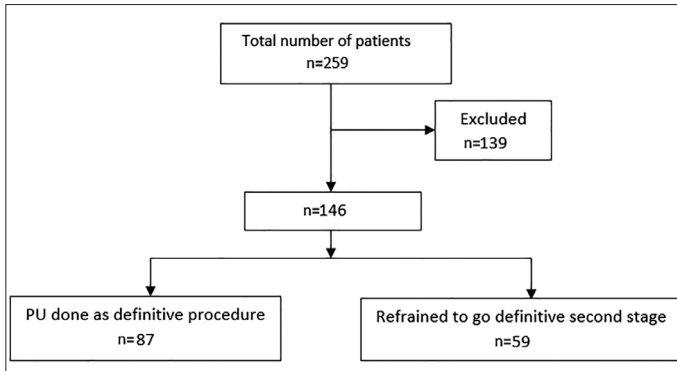 Total number of patients
n=259
Excluded
n=139
n=146
PU done as definitive procedure
n=87
Refrained to go definitive second stage
n=59